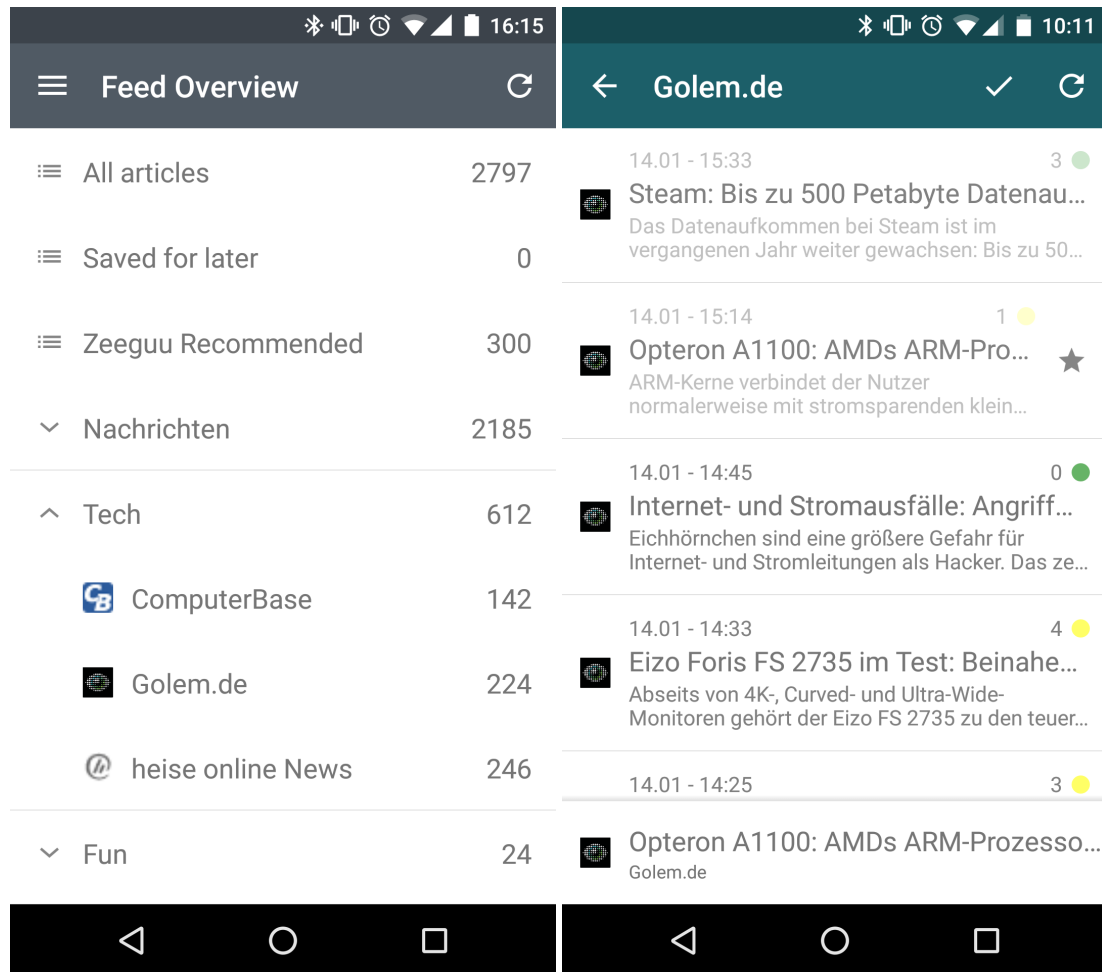 16:15
Feed Overview
All articles 2797
Saved for later 0
Zeeguu Recommended 300
Nachrichten 2185
Tech 612
CB ComputerBase 142
Golem.de 224
heise online News 246
Fun 24
10:11
Golem.de
14.01 - 15:33 3
Steam: Bis zu 500 Petabyte Datenau...
Das Datenaufkommen bei Steam ist im
vergangenen Jahr weiter gewachsen: Bis zu 50...
14.01 - 15:14 1
Opteron A1100: AMDs ARM-Pro...
ARM-Kerne verbindet der Nutzer
normalerweise mit stromsparenden klein...
14.01 - 14:45 0
Internet- und Stromausfälle: Angriff...
Eichhörnchen sind eine größere Gefahr für
Internet- und Stromleitungen als Hacker. Das ze...
14.01 - 14:33 4
Eizo Foris FS 2735 im Test: Beinahe...
Abseits von 4K-, Curved- und Ultra-Wide-
Monitoren gehört der Eizo FS 2735 zu den teuer...
14.01 - 14:25 3
Opteron A1100: AMDs ARM-Prozesso...
Golem.de